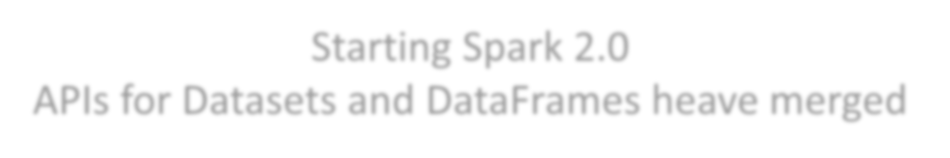 Starting Spark 2.0
APIs for Datasets and DataFrames heave merged